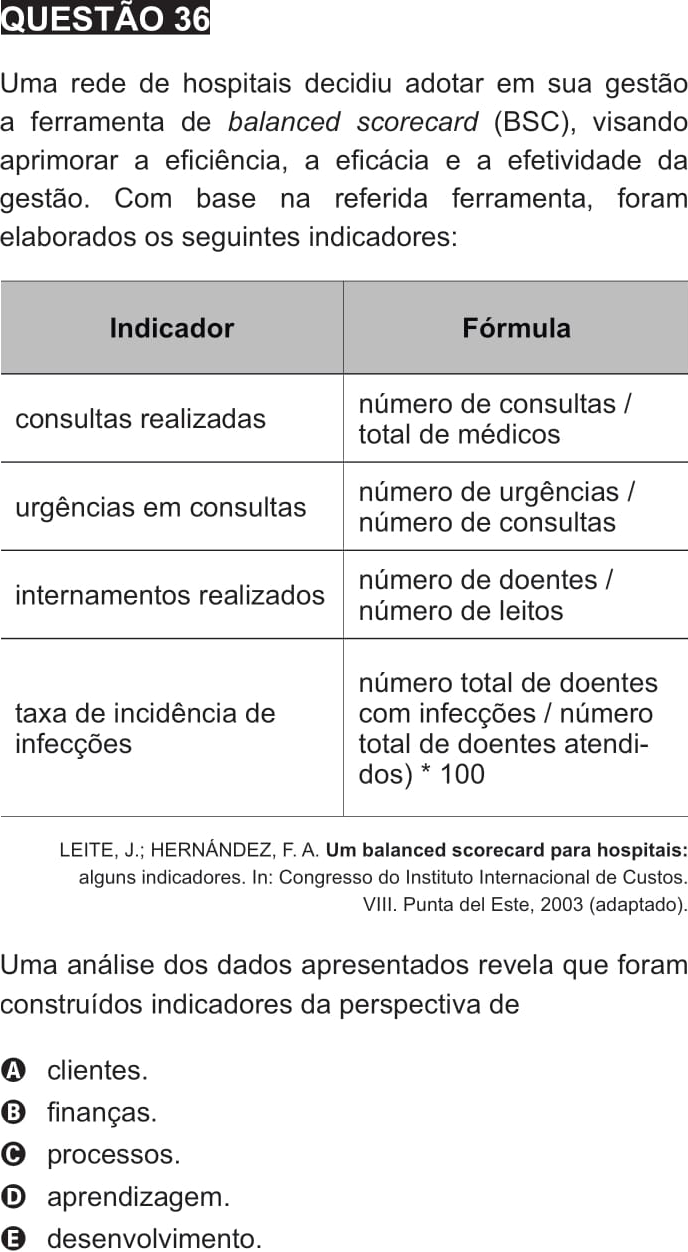 QUESTÃO 36
Uma rede de hospitais decidiu adotar em sua gestão
a ferramenta de balanced scorecard (BSC), visando
aprimorar a eficiência, a eficácia e a efetividade da
gestão. Com base na referida ferramenta, foram
elaborados os seguintes indicadores:
Indicador
Fórmula
consultas realizadas
número de consultas /
total de médicos
urgências em consultas
número de urgências /
número de consultas
internamentos realizados
número de doentes /
número de leitos
taxa de incidência de
infecções
número total de doentes
com infecções / número
total de doentes atendi-
dos) * 100
LEITE, J.; HERNÁNDEZ, F. A. Um balanced scorecard para hospitais:
alguns indicadores. In: Congresso do Instituto Internacional de Custos.
VIII. Punta del Este, 2003 (adaptado).
Uma análise dos dados apresentados revela que foram
construídos indicadores da perspectiva de
A clientes.
B finanças.
C processos.
D aprendizagem.
E desenvolvimento.